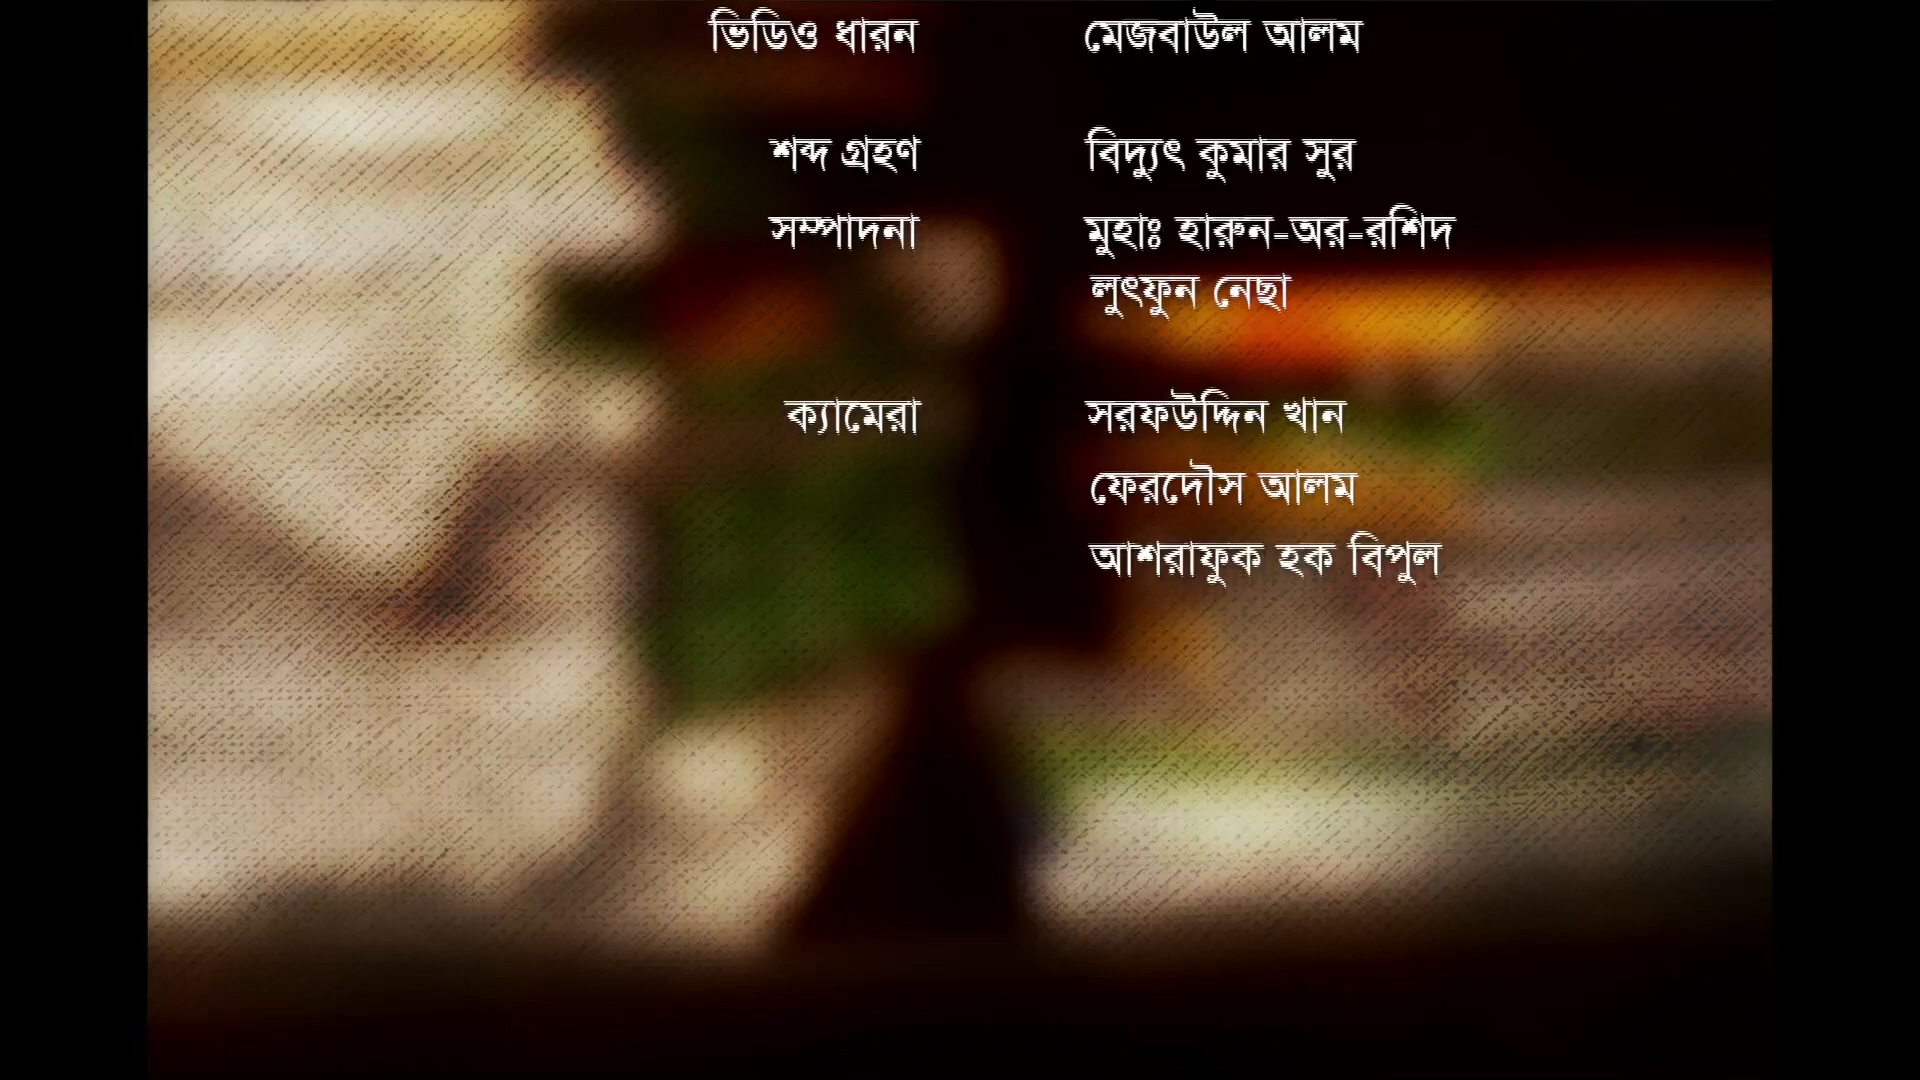 ভিডিও ধারন মেজবাউল আলম
শব্দ গ্রহণ বিদ্যুৎ কুমার সুর
সম্পাদনা মুহাঃ হারুন-অর-রশিদ
লুৎফুন নেছা
ক্যামেরা সরফউদ্দিন খান
ফেরদৌস আলম
আশরাফুক হক বিপুল